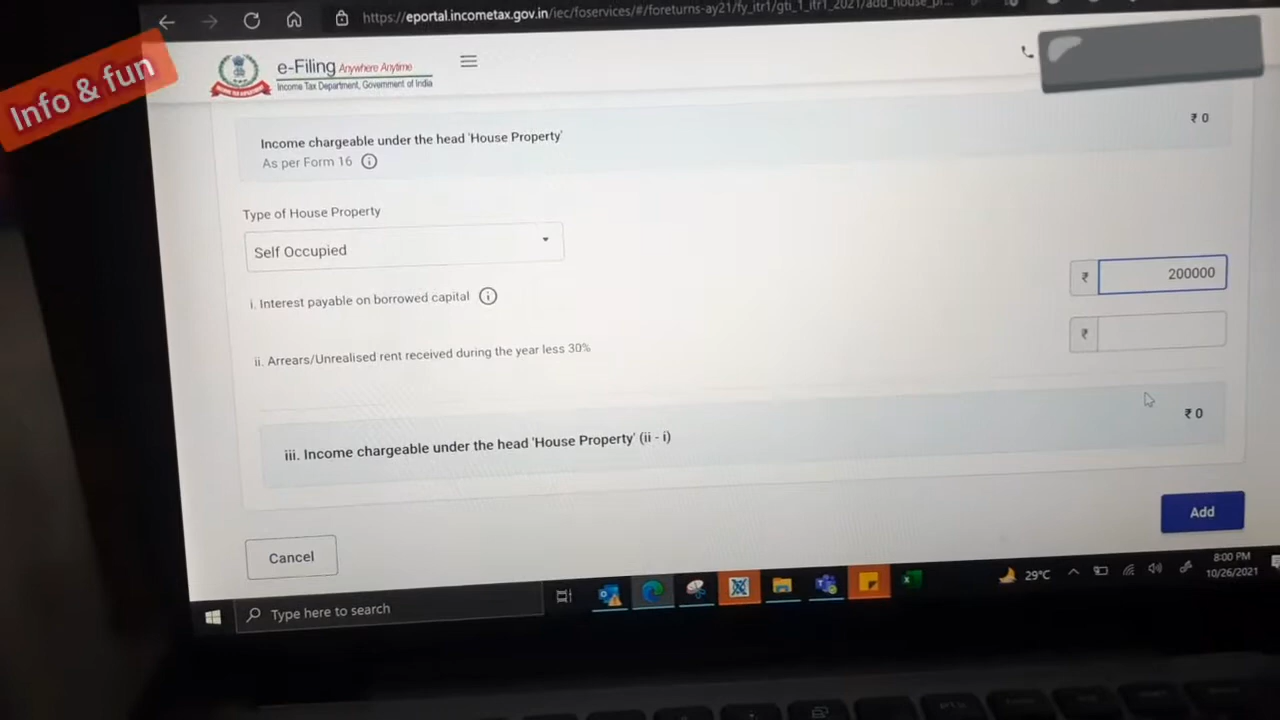 https://eportal.incometax.gov.in/iec/foservices/#/foreturns-ay21/fy_itr1/gti_1_itr1_2021/add_house_pr...
Info & fun
e-Filing Anywhere Anytime
Income Tax Department, Government of India
Income chargeable under the head 'House Property'
₹ 0
As per Form 16
Type of House Property
Self Occupied
i. Interest payable on borrowed capital
₹ 200000
ii. Arrears/Unrealised rent received during the year less 30%
₹
iii. Income chargeable under the head 'House Property' (ii - i)
₹ 0
Add
Cancel
Type here to search
29°C
8:00 PM
10/26/2021